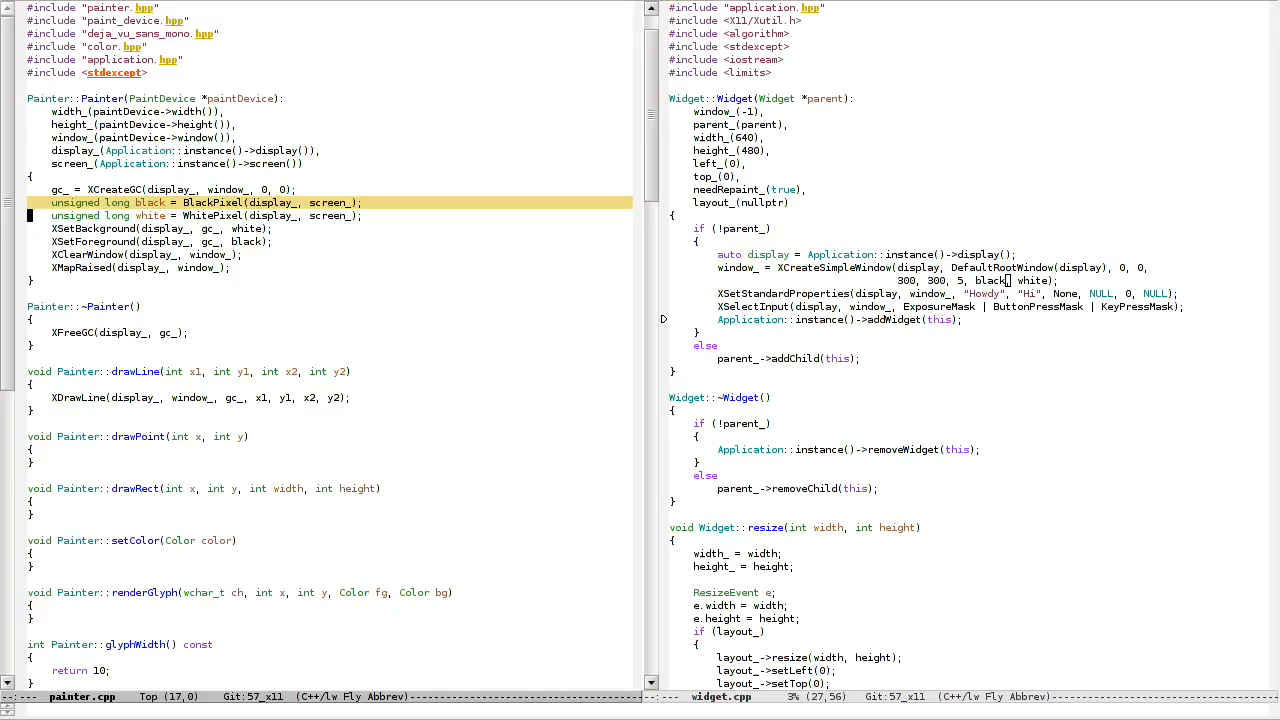 #include "painter.hpp"
#include "paint_device.hpp"
#include "deja_vu_sans_mono.hpp"
#include "color.hpp"
#include "application.hpp"
#include <stdexcept>
Painter::Painter(PaintDevice *paintDevice):
width_(paintDevice->width()),
height_(paintDevice->height()),
window_(paintDevice->window()),
display_(Application::instance()->display()),
screen_(Application::instance()->screen())
{
gc_ = XCreateGC(display_, window_, 0, 0);
unsigned long black = BlackPixel(display_, screen_);
unsigned long white = WhitePixel(display_, screen_);
XSetBackground(display_, gc_, white);
XSetForeground(display_, gc_, black);
XClearWindow(display_, window_);
XMapRaised(display_, window_);
}
Painter::~Painter()
{
XFreeGC(display_, gc_);
}
void Painter::drawLine(int x1, int y1, int x2, int y2)
{
XDrawLine(display_, window_, gc_, x1, y1, x2, y2);
}
void Painter::drawPoint(int x, int y)
{
}
void Painter::drawRect(int x, int y, int width, int height)
{
}
void Painter::setColor(Color color)
{
}
void Painter::renderGlyph(wchar_t ch, int x, int y, Color fg, Color bg)
{
}
int Painter::glyphWidth() const
{
return 10;
}
-:--- painter.cpp Top (17,0) Git:57_x11 (C++/lw Fly Abbrev)
#include "application.hpp"
#include <X11/Xutil.h>
#include <algorithm>
#include <stdexcept>
#include <iostream>
#include <limits>
Widget::Widget(Widget *parent):
window_(-1),
parent_(parent),
width_(640),
height_(480),
left_(0),
top_(0),
needRepaint_(true),
layout_(nullptr)
{
if (!parent_)
{
auto display = Application::instance()->display();
window_ = XCreateSimpleWindow(display, DefaultRootWindow(display), 0, 0,
300, 300, 5, black, white);
XSetStandardProperties(display, window_, "Howdy", "Hi", None, NULL, 0, NULL);
XSelectInput(display, window_, ExposureMask | ButtonPressMask | KeyPressMask);
Application::instance()->addWidget(this);
}
else
parent_->addChild(this);
}
Widget::~Widget()
{
if (!parent_)
{
Application::instance()->removeWidget(this);
}
else
parent_->removeChild(this);
}
void Widget::resize(int width, int height)
{
width_ = width;
height_ = height;
ResizeEvent e;
e.width = width;
e.height = height;
if (layout_)
{
layout_->resize(width, height);
layout_->setLeft(0);
layout_->setTop(0);
-:--- widget.cpp 3% (27,56) Git:57_x11 (C++/lw Fly Abbrev)